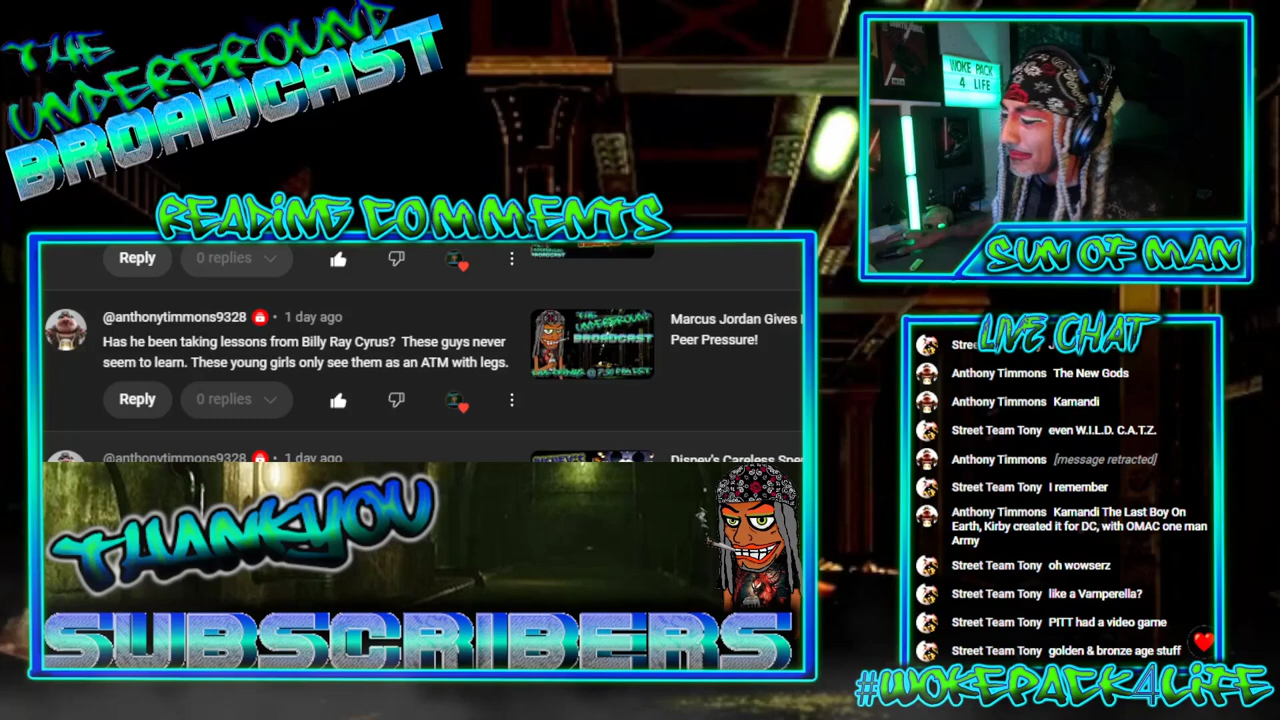 THE
UNDERGROUND
BROADCAST
READING COMMENTS
Reply
0 replies
@anthonytimmons9328 • 1 day ago
Has he been taking lessons from Billy Ray Cyrus? These guys never
seem to learn. These young girls only see them as an ATM with legs.
THE
UNDERGROUND
BROADCAST
Marcus Jordan Gives
Peer Pressure!
Reply
0 replies
@anthonytimmons9328 • 1 day ago
Disney's Careless
THANKYOU
SUBSCRIBERS
WOKE PACK
4 LIFE
SUN OF MAN
LIVE CHAT
Anthony Timmons The New Gods
Anthony Timmons Kamandi
Street Team Tony even W.I.L.D. C.A.T.Z.
Anthony Timmons [message retracted]
Street Team Tony I remember
Anthony Timmons Kamandi The Last Boy On
Earth, Kirby created it for DC, with OMAC one man
Army
Street Team Tony oh wowserz
Street Team Tony like a Vamperella?
Street Team Tony PITT had a video game
Street Team Tony golden & bronze age stuff
#WOKEPACK4LIFE